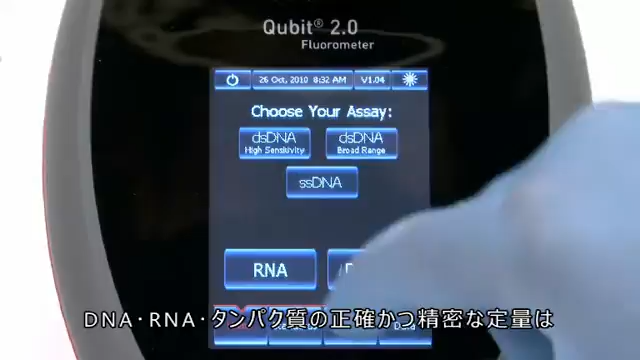 Qubit® 2.0
Fluorometer
26 Oct, 2010 8:32 AM V1.04
Choose Your Assay:
dsDNA
High Sensitivity
dsDNA
Broad Range
ssDNA
RNA
DNA・RNA・タンパク質の正確かつ精密な定量は